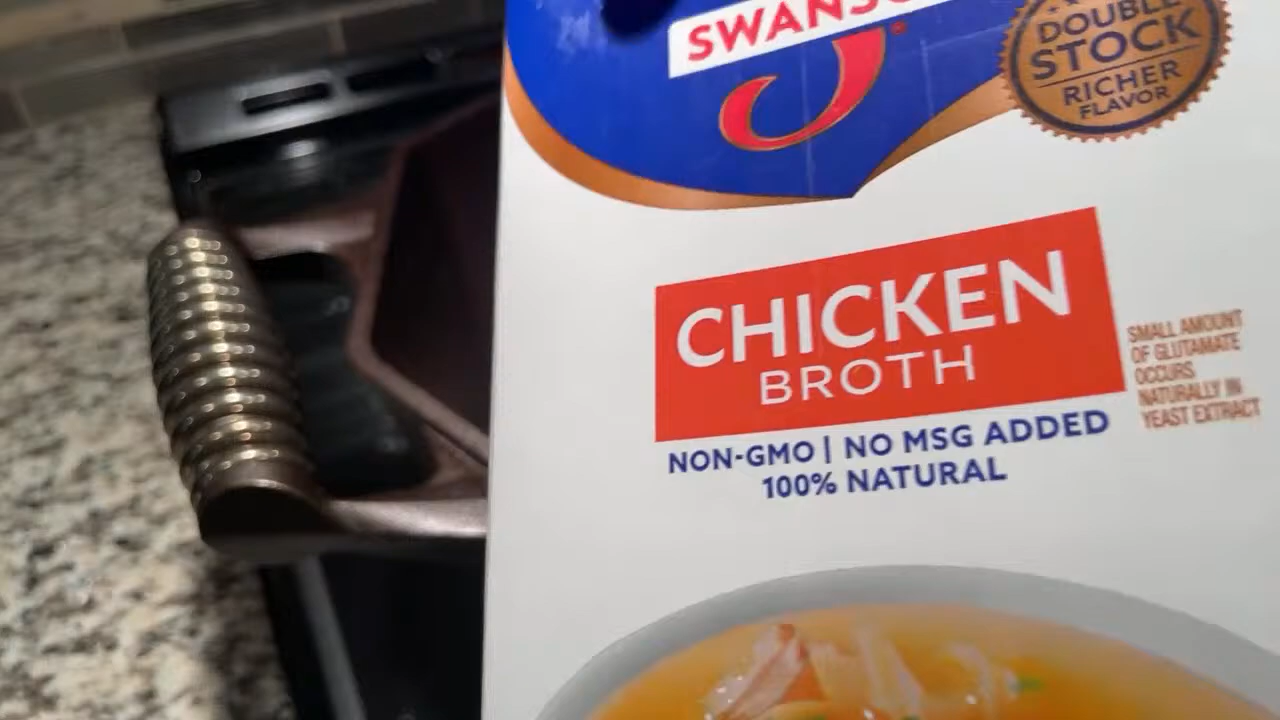 SWANSO
DOUBLE
STOCK
RICHER
FLAVOR
CHICKEN
BROTH
SMALL AMOUNT
OF GLUTAMATE
OCCURS
NATURALLY IN
YEAST EXTRACT
NON-GMO | NO MSG ADDED
100% NATURAL